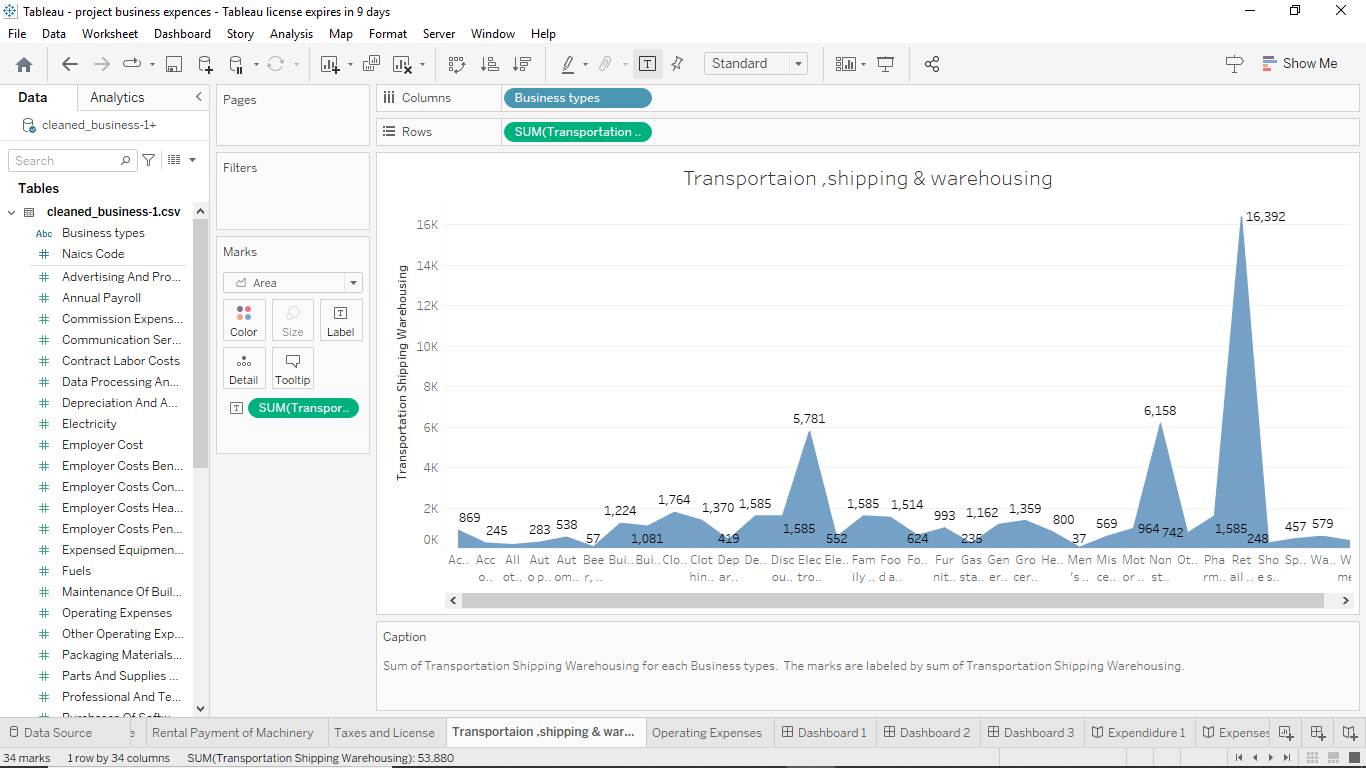 Tableau - project business expences - Tableau license expires in 9 days
File Data Worksheet Dashboard Story Analysis Map Format Server Window Help
Standard
Show Me
Data Analytics
cleaned_business-1+
Search
Tables
cleaned_business-1.csv
Abc Business types
# Naics Code
# Advertising And Pro...
# Annual Payroll
# Commission Expens...
# Communication Ser...
# Contract Labor Costs
# Data Processing An...
# Depreciation And A...
# Electricity
# Employer Cost
# Employer Costs Ben...
# Employer Costs Con...
# Employer Costs Hea...
# Employer Costs Pen...
# Expensed Equipmen...
# Fuels
# Maintenance Of Buil...
# Operating Expenses
# Other Operating Exp...
# Packaging Materials...
# Parts And Supplies ...
# Professional And Te...
Pages
Filters
Marks
Area
Color Size Label
Detail Tooltip
T SUM(Transpor..
Columns Business types
Rows SUM(Transportation ..
Transportaion ,shipping & warehousing
Transportation Shipping Warehousing
16K
14K
12K
10K
8K
6K
4K
2K
0K
869
245
283
538
57
1,224
1,081
1,764
1,370
419
1,585
1,585
5,781
552
1,585
1,514
624
993
235
1,162
1,359
800
37
569
964
6,158
742
1,585
16,392
248
457
579
Ac.. Acc All Aut Aut Bee Bui.. Bui.. Clo.. Clot Dep De.. Disc Elec Ele.. Fam Foo Fo.. Fur Gas Gen Gro He.. Men Mis Mot Non Ot.. Pha Ret Sho Sp.. Wa.. W
o.. ot.. o p.. om.. r, .. hin.. ar.. ou.. tro.. ily .. d a.. nit.. sta.. er.. cer.. 's .. ce.. or .. st.. rm.. ail .. e s.. me
Caption
Sum of Transportation Shipping Warehousing for each Business types. The marks are labeled by sum of Transportation Shipping Warehousing.
Data Source e Rental Payment of Machinery Taxes and License Transportaion ,shipping & war... Operating Expenses Dashboard 1 Dashboard 2 Dashboard 3 Expendidure 1 Expenses
34 marks 1 row by 34 columns SUM(Transportation Shipping Warehousing): 53,880